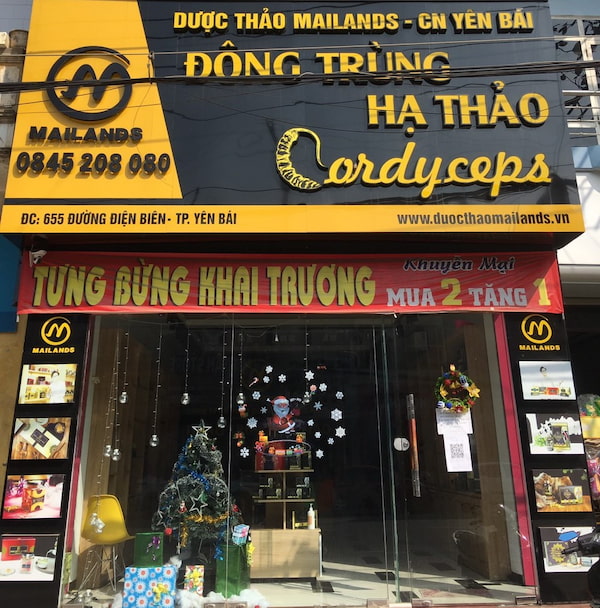 DƯỢC THẢO MAILANDS - CN YÊN BÁI
ĐÔNG TRÙNG
HẠ THẢO
Cordyceps
MAILANDS
0845 208 080
ĐC: 655 ĐƯỜNG ĐIỆN BIÊN - TP. YÊN BÁI
www.duocthaomailands.vn
TƯNG BỪNG KHAI TRƯƠNG
Khuyến Mại
MUA 2 TẶNG 1
MAILANDS
MAILANDS